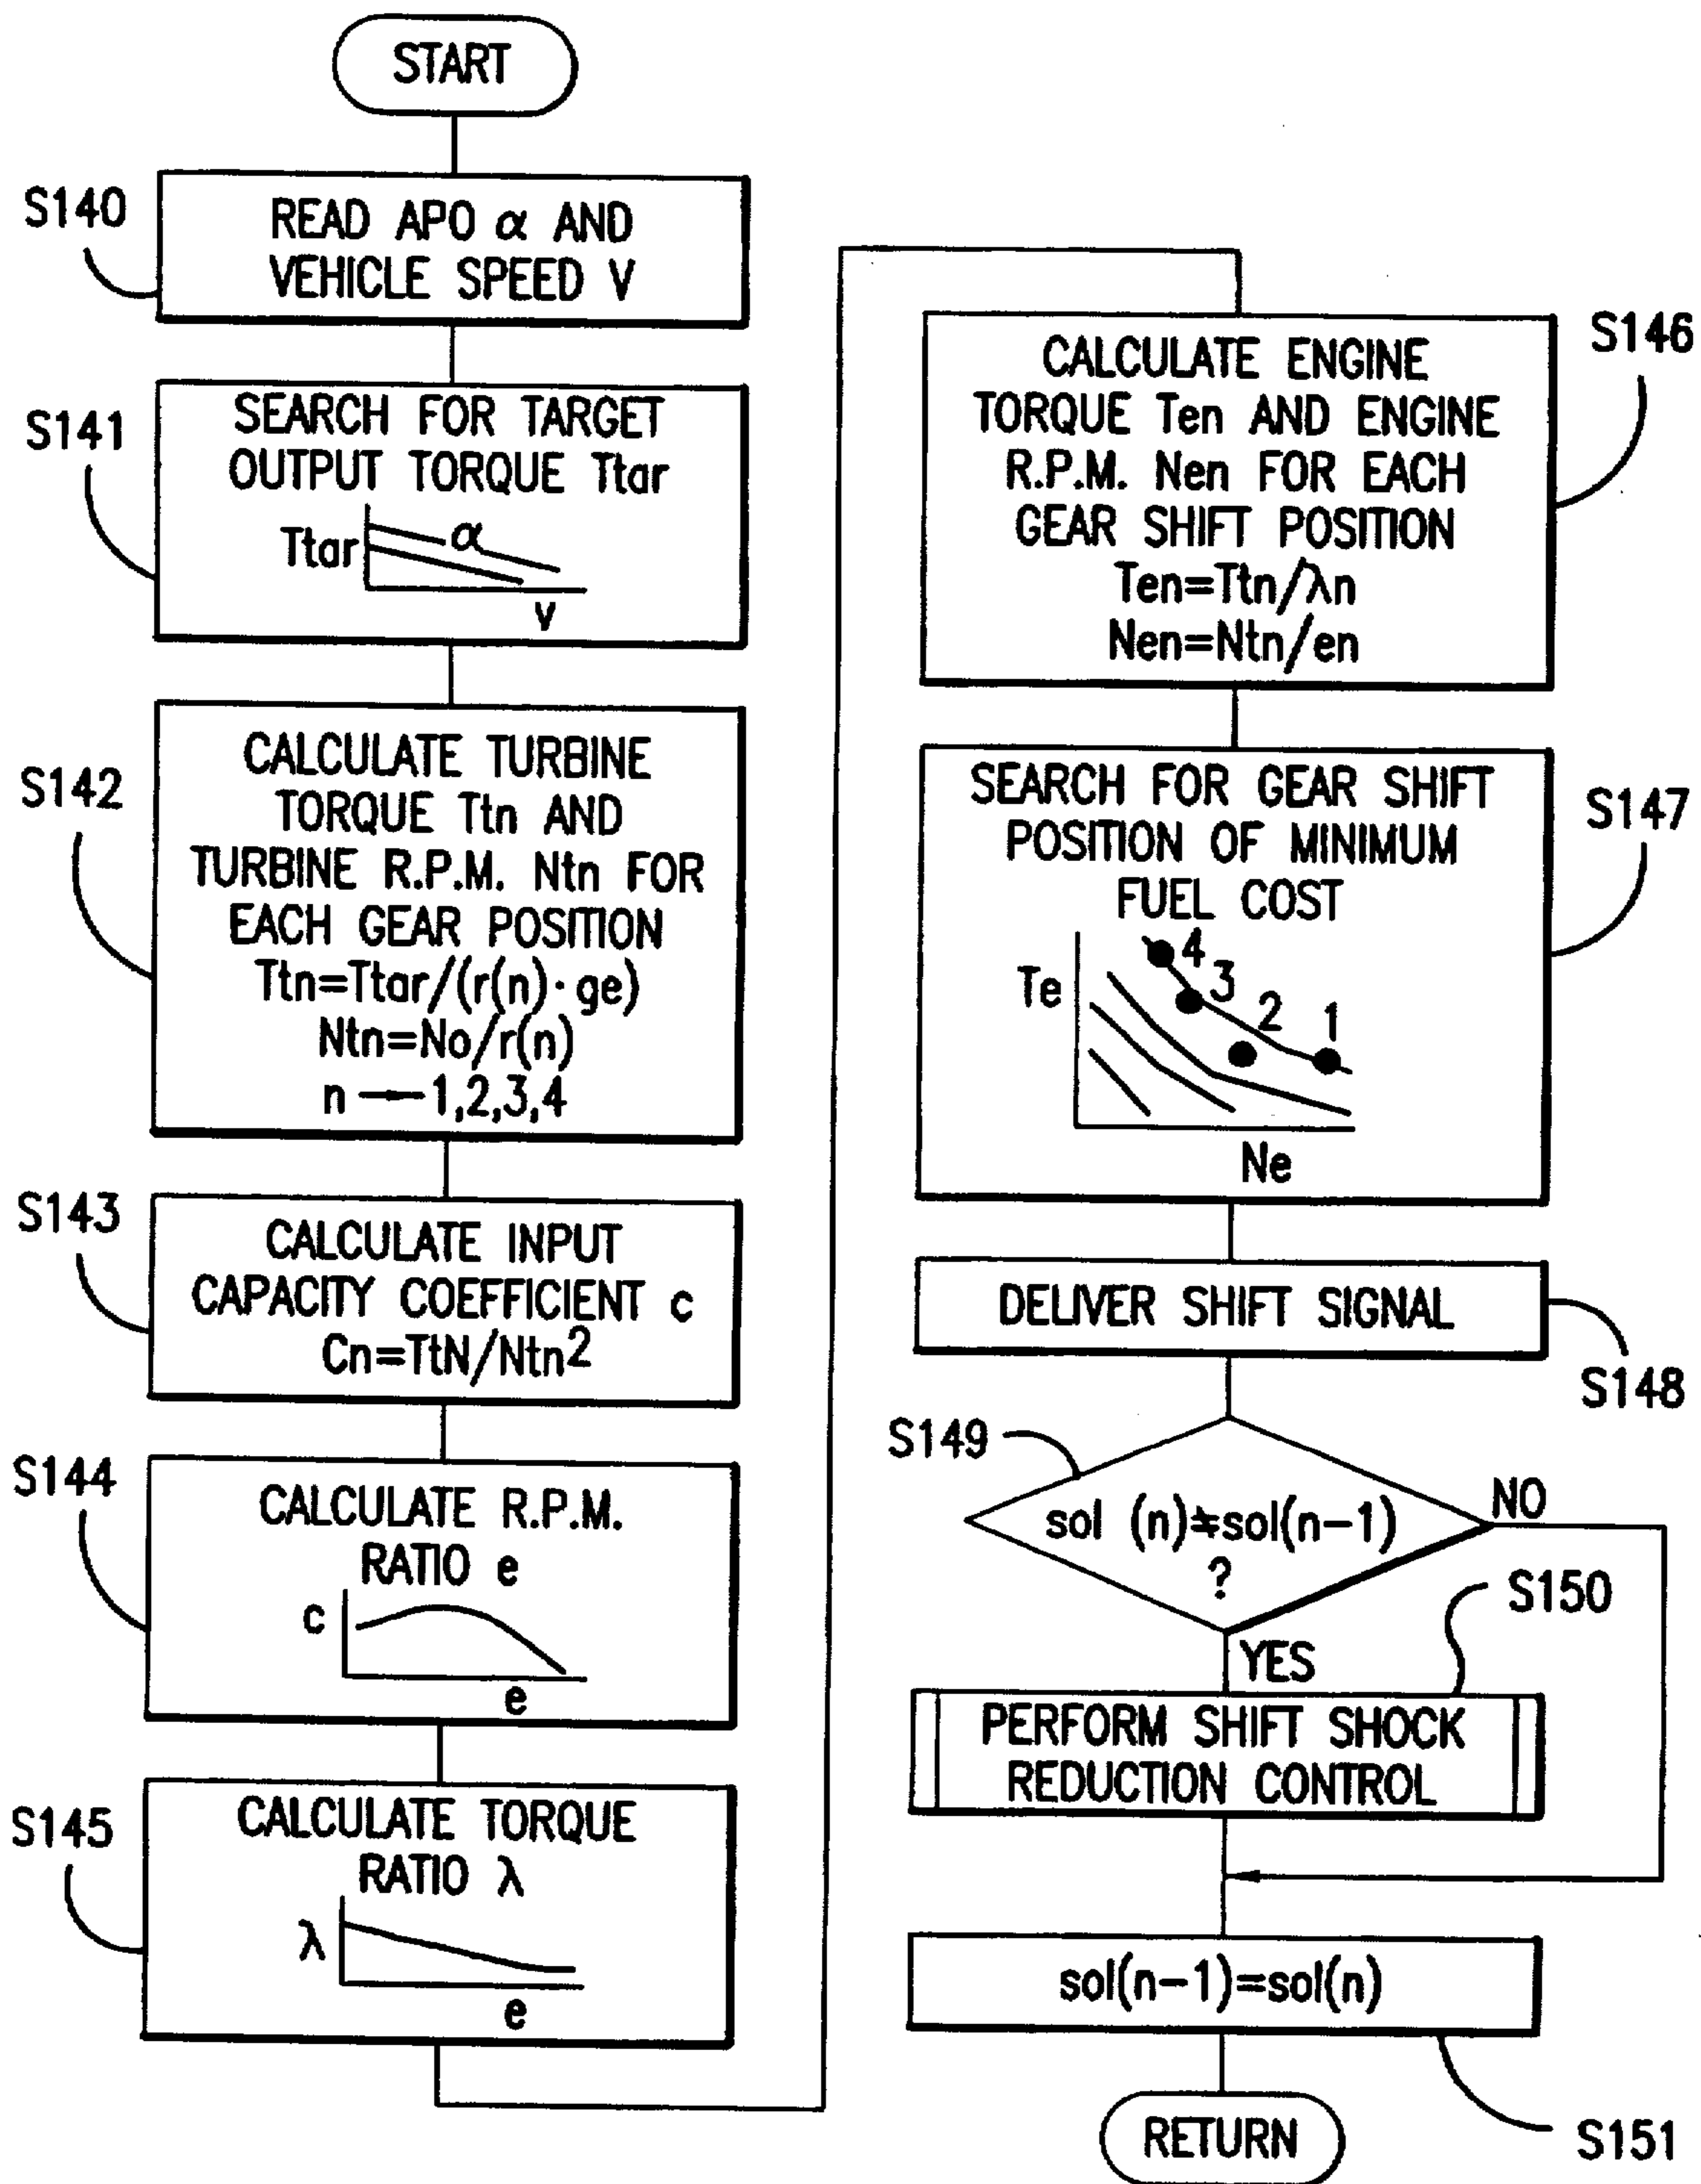 START
S140
READ APO α AND
VEHICLE SPEED V
S141
SEARCH FOR TARGET
OUTPUT TORQUE Ttar
Ttar
α
V
S142
CALCULATE TURBINE
TORQUE Ttn AND
TURBINE R.P.M. Ntn FOR
EACH GEAR POSITION
Ttn=Ttar/(r(n)·ge)
Ntn=No/r(n)
n — 1,2,3,4
S143
CALCULATE INPUT
CAPACITY COEFFICIENT c
Cn=TtN/Ntn²
S144
CALCULATE R.P.M.
RATIO e
c
e
S145
CALCULATE TORQUE
RATIO λ
λ
e
S146
CALCULATE ENGINE
TORQUE Ten AND ENGINE
R.P.M. Nen FOR EACH
GEAR SHIFT POSITION
Ten=Ttn/λn
Nen=Ntn/en
S147
SEARCH FOR GEAR SHIFT
POSITION OF MINIMUM
FUEL COST
Te
4
3
2
1
Ne
DELIVER SHIFT SIGNAL
S148
S149
sol (n)≠sol(n-1)
?
NO
YES
S150
PERFORM SHIFT SHOCK
REDUCTION CONTROL
sol(n-1)=sol(n)
S151
RETURN